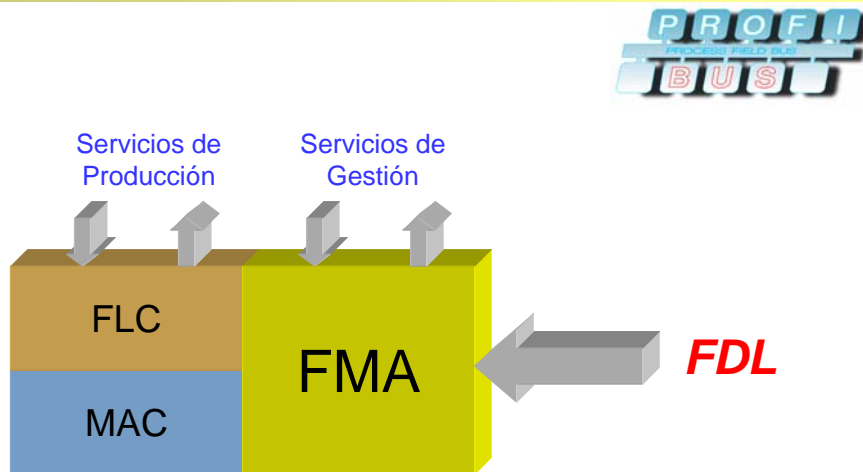 PROFI
PROCESS FIELD BUS
BUS
Servicios de
Producción
Servicios de
Gestión
FLC
FMA
FDL
MAC